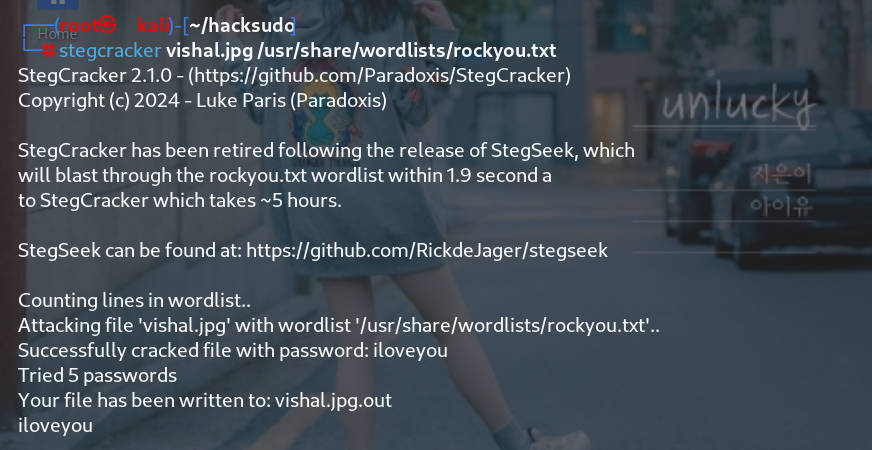 Home
┌──(root㉿kali)-[~/hacksudo]
└─# stegcracker vishal.jpg /usr/share/wordlists/rockyou.txt
StegCracker 2.1.0 - (https://github.com/Paradoxis/StegCracker)
Copyright (c) 2024 - Luke Paris (Paradoxis)
unlucky
StegCracker has been retired following the release of StegSeek, which
will blast through the rockyou.txt wordlist within 1.9 second a
지은이
to StegCracker which takes ~5 hours.
아이유
StegSeek can be found at: https://github.com/RickdeJager/stegseek
Counting lines in wordlist..
Attacking file 'vishal.jpg' with wordlist '/usr/share/wordlists/rockyou.txt'..
Successfully cracked file with password: iloveyou
Tried 5 passwords
Your file has been written to: vishal.jpg.out
iloveyou